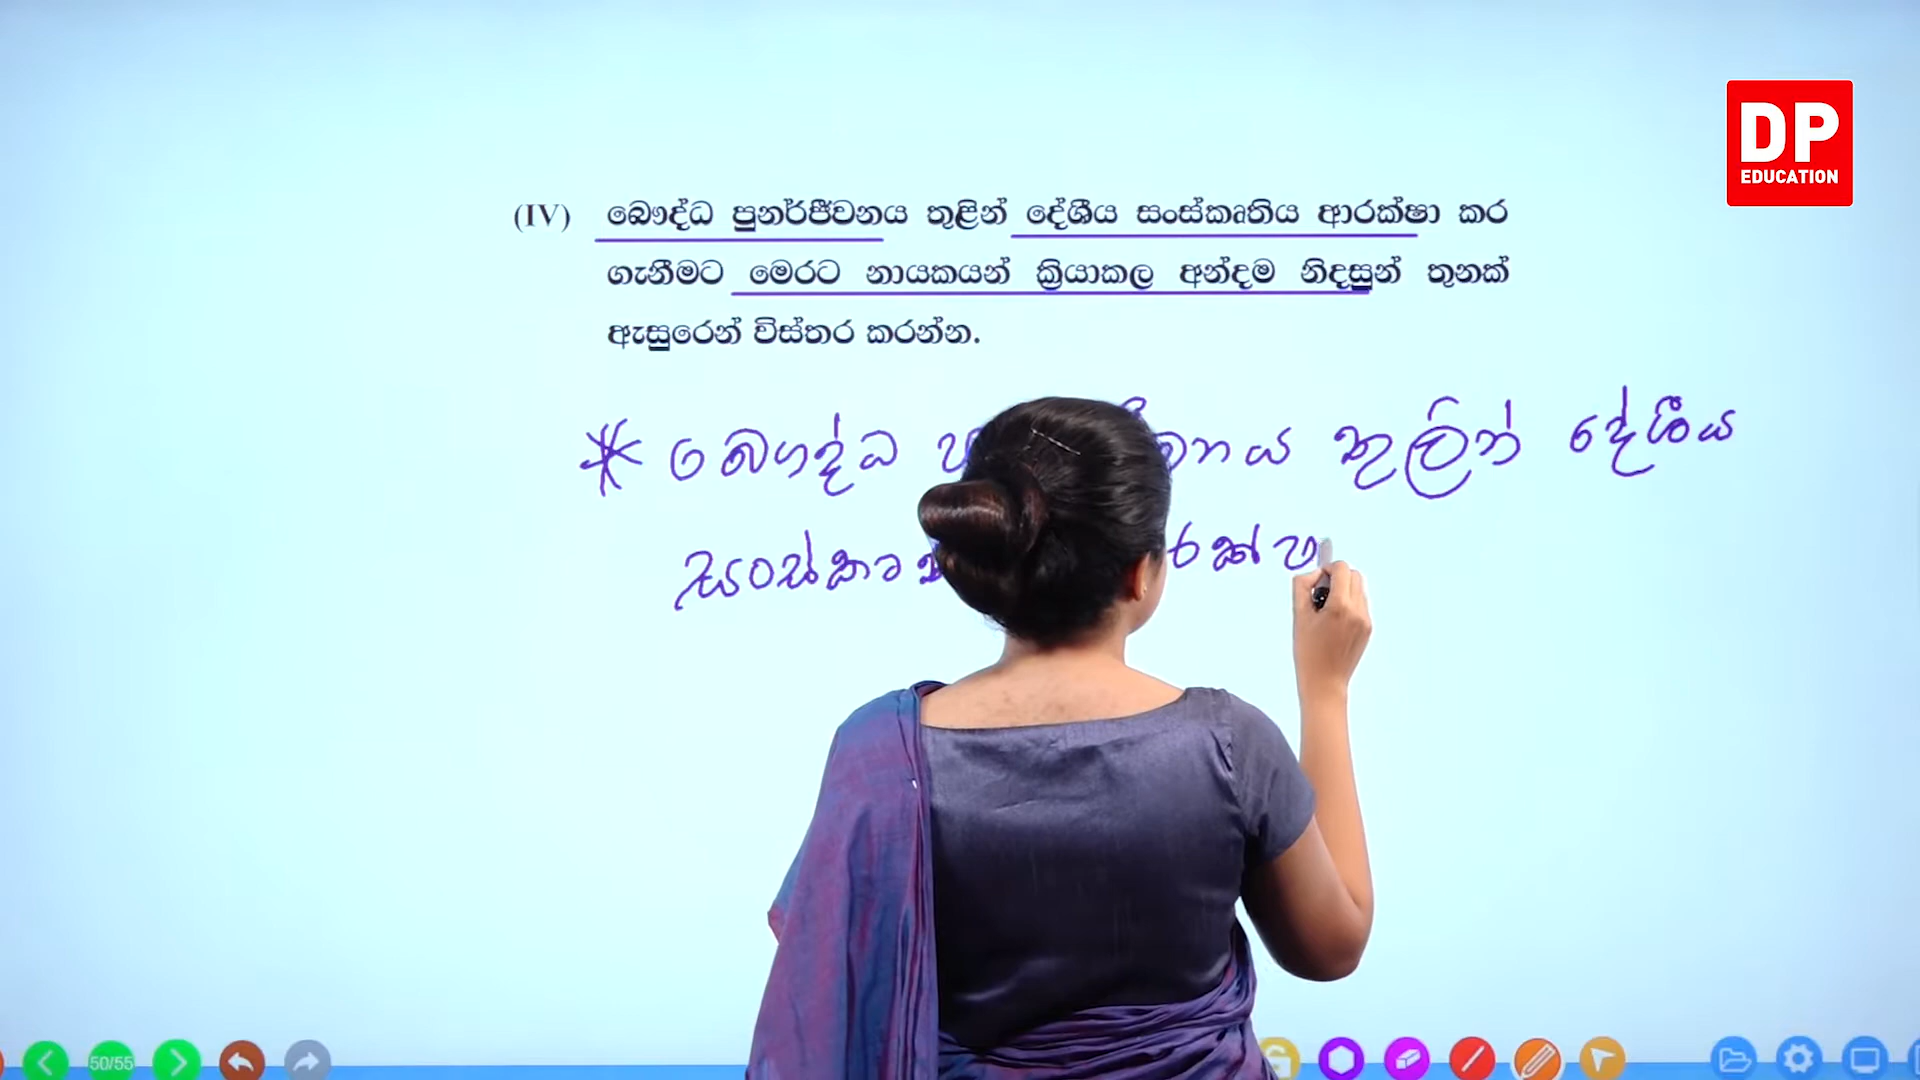 DP
EDUCATION
(IV) බෞද්ධ පුනර්ජීවනය තුළින් දේශීය සංස්කෘතිය ආරක්ෂා කර
ගැනීමට මෙරට නායකයන් ක්‍රියාකල අන්දම නිදසුන් තුනක්
ඇසුරෙන් විස්තර කරන්න.
* බෞද්ධ තුලින් දේශීය
50/55